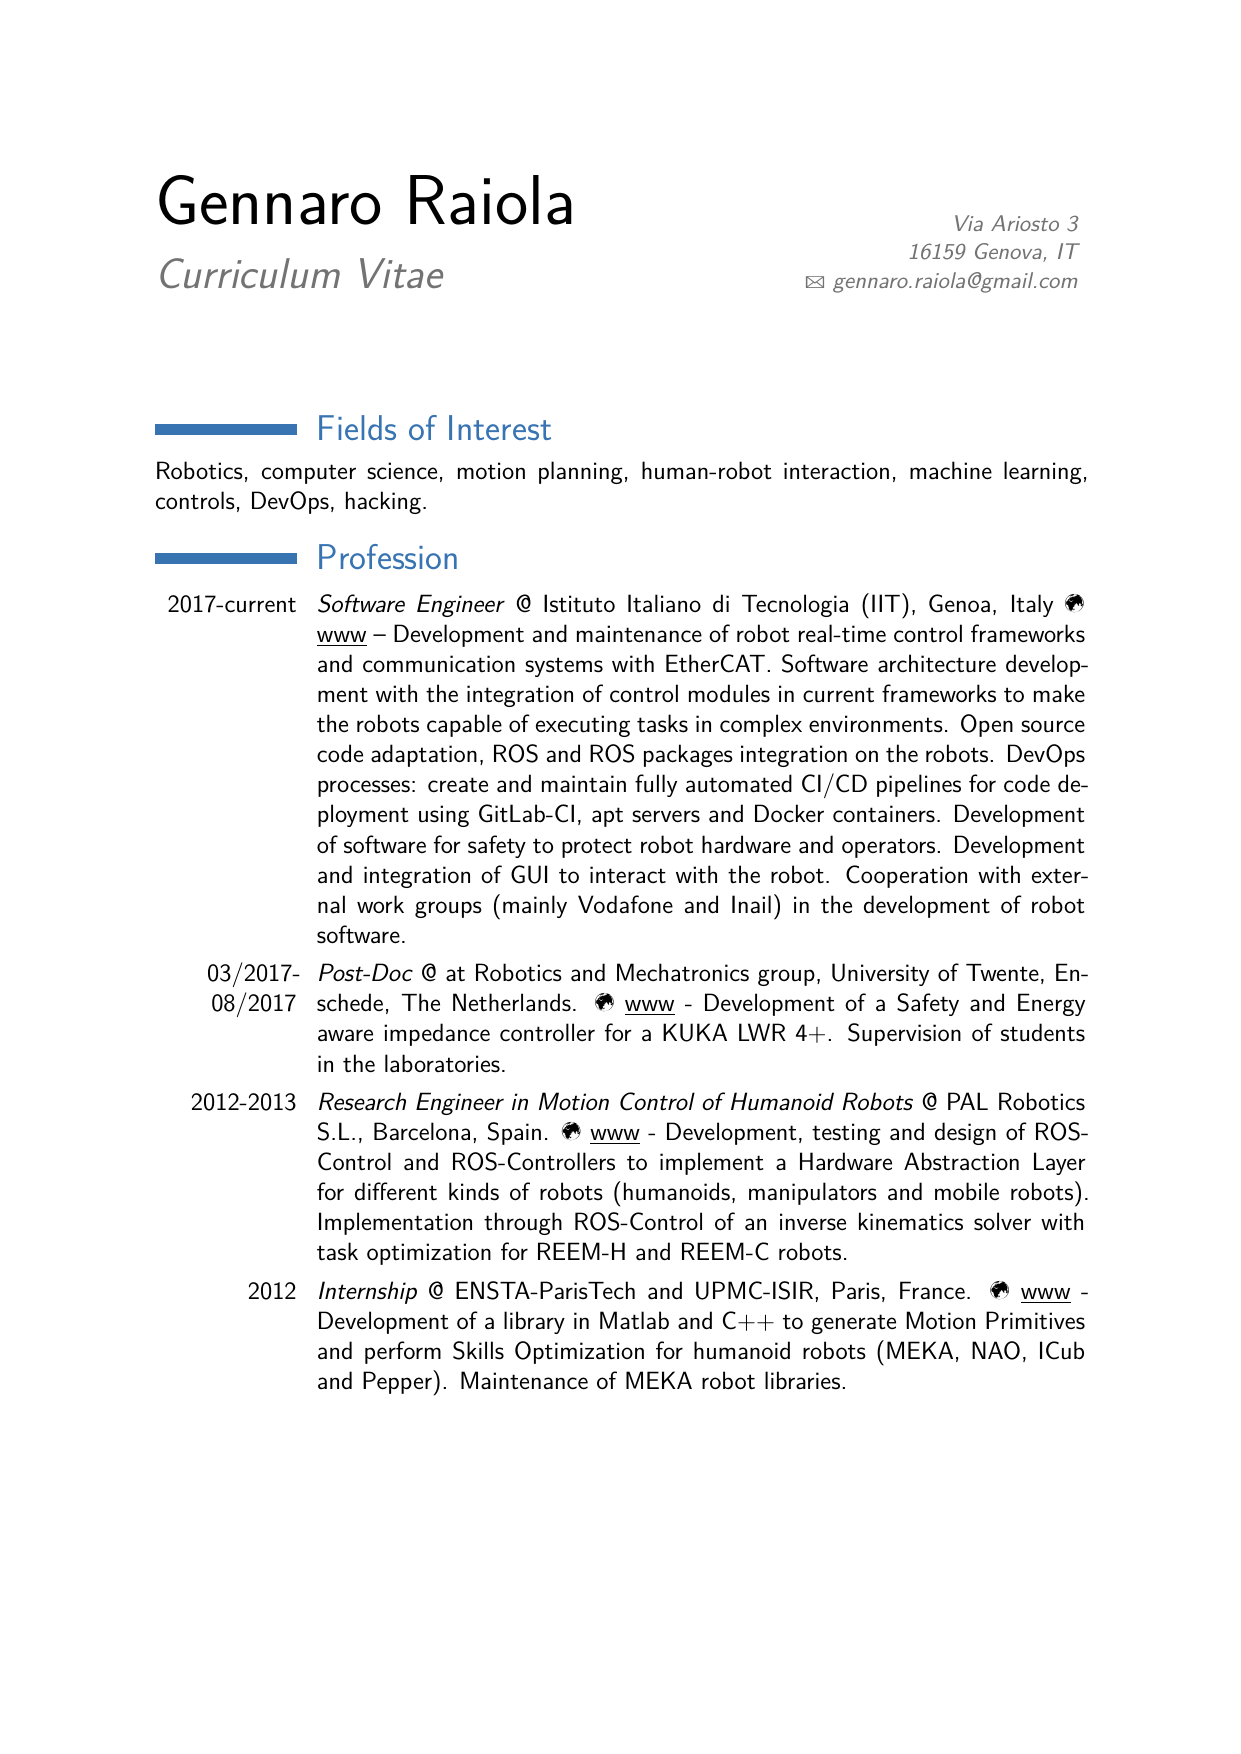 Gennaro Raiola
Curriculum Vitae
Via Ariosto 3
16159 Genova, IT
✉ gennaro.raiola@gmail.com
Fields of Interest
Robotics, computer science, motion planning, human-robot interaction, machine learning,
controls, DevOps, hacking.
Profession
2017-current Software Engineer @ Istituto Italiano di Tecnologia (IIT), Genoa, Italy
www – Development and maintenance of robot real-time control frameworks
and communication systems with EtherCAT. Software architecture develop-
ment with the integration of control modules in current frameworks to make
the robots capable of executing tasks in complex environments. Open source
code adaptation, ROS and ROS packages integration on the robots. DevOps
processes: create and maintain fully automated CI/CD pipelines for code de-
ployment using GitLab-CI, apt servers and Docker containers. Development
of software for safety to protect robot hardware and operators. Development
and integration of GUI to interact with the robot. Cooperation with exter-
nal work groups (mainly Vodafone and Inail) in the development of robot
software.
03/2017- Post-Doc @ at Robotics and Mechatronics group, University of Twente, En-
08/2017 schede, The Netherlands. www - Development of a Safety and Energy
aware impedance controller for a KUKA LWR 4+. Supervision of students
in the laboratories.
2012-2013 Research Engineer in Motion Control of Humanoid Robots @ PAL Robotics
S.L., Barcelona, Spain. www - Development, testing and design of ROS-
Control and ROS-Controllers to implement a Hardware Abstraction Layer
for different kinds of robots (humanoids, manipulators and mobile robots).
Implementation through ROS-Control of an inverse kinematics solver with
task optimization for REEM-H and REEM-C robots.
2012 Internship @ ENSTA-ParisTech and UPMC-ISIR, Paris, France. www -
Development of a library in Matlab and C++ to generate Motion Primitives
and perform Skills Optimization for humanoid robots (MEKA, NAO, ICub
and Pepper). Maintenance of MEKA robot libraries.